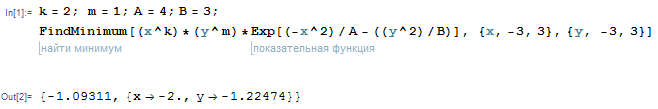 In[1]:= k = 2; m = 1; A = 4; B = 3;
FindMinimum[(x^k) * (y^m) * Exp[(-x^2) / A - ((y^2) / B)], {x, -3, 3}, {y, -3, 3}]
найти минимум показательная функция
Out[2]= {-1.09311, {x → -2., y → -1.22474}}